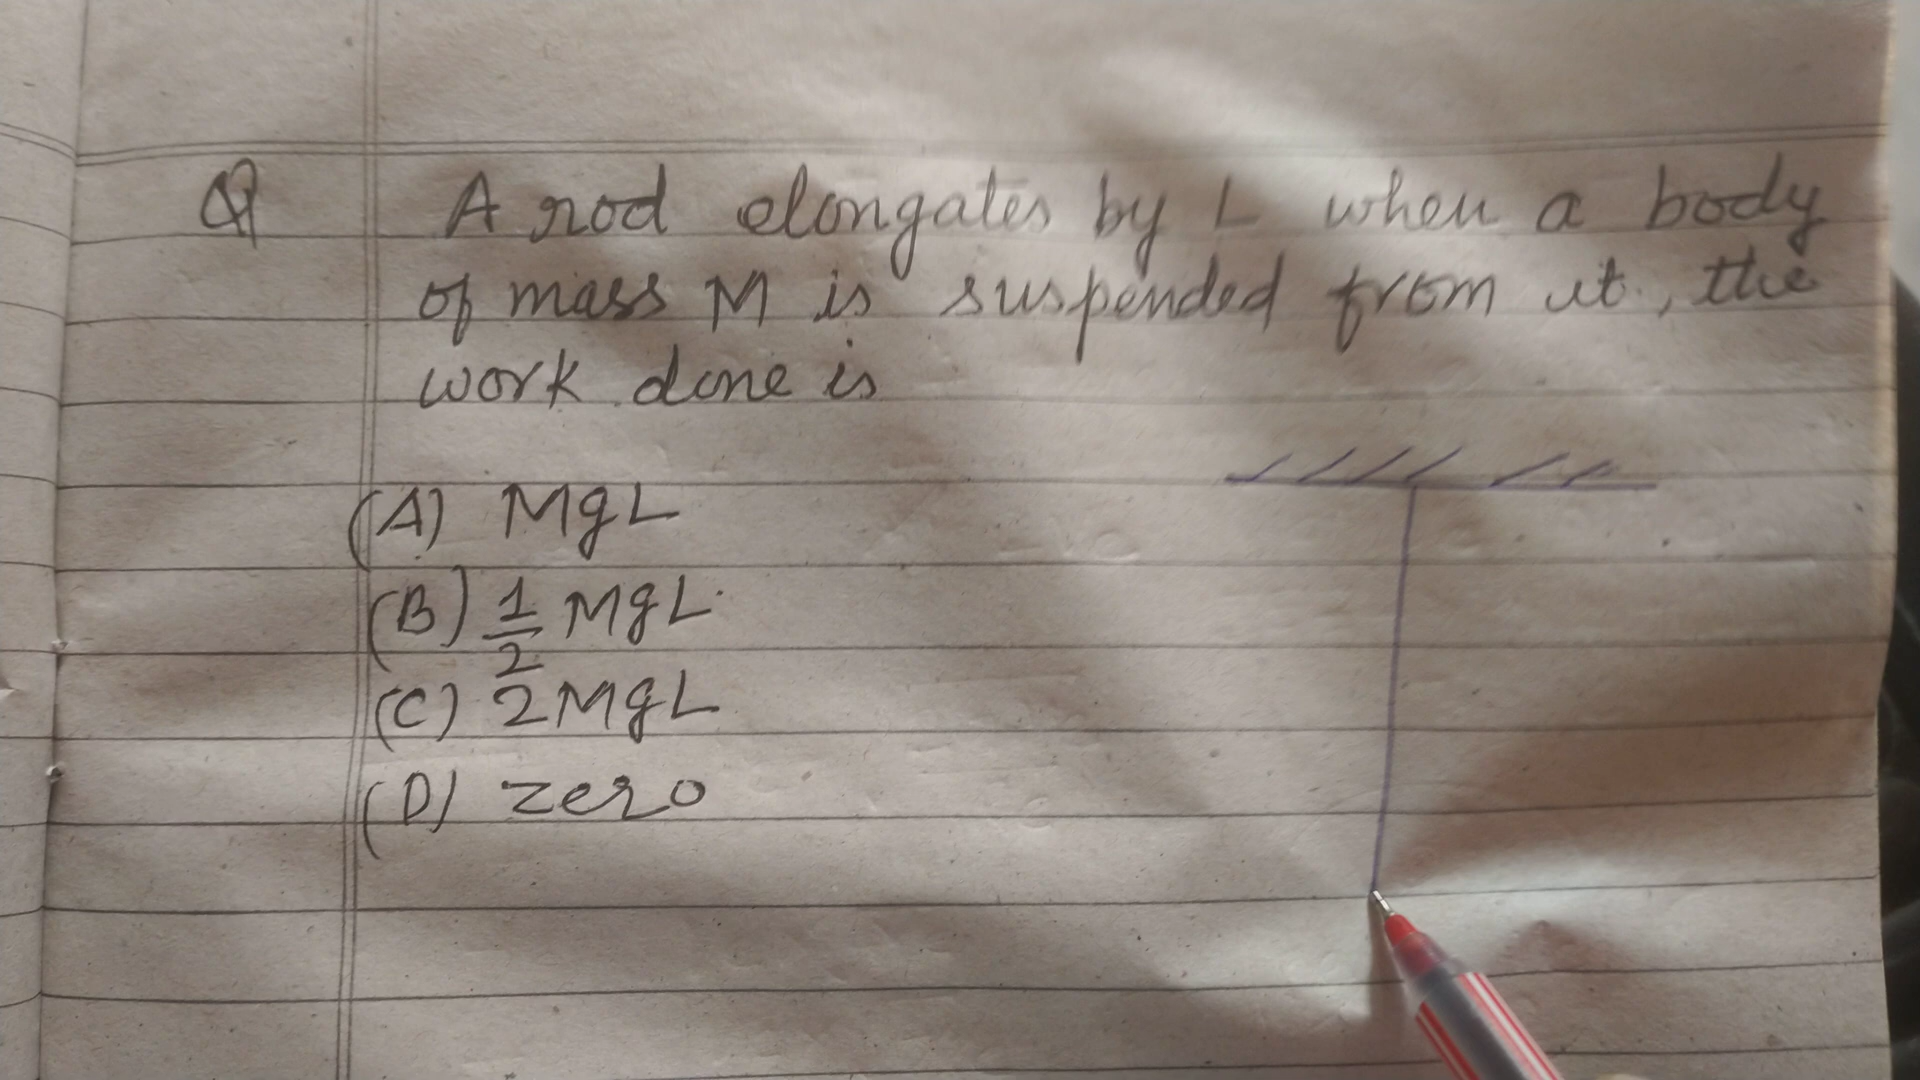 Q A rod elongates by L when a body
of mass M is suspended from it, the
work done is
(A) MgL
(B) 1/2 MgL
(C) 2MgL
(D) zero